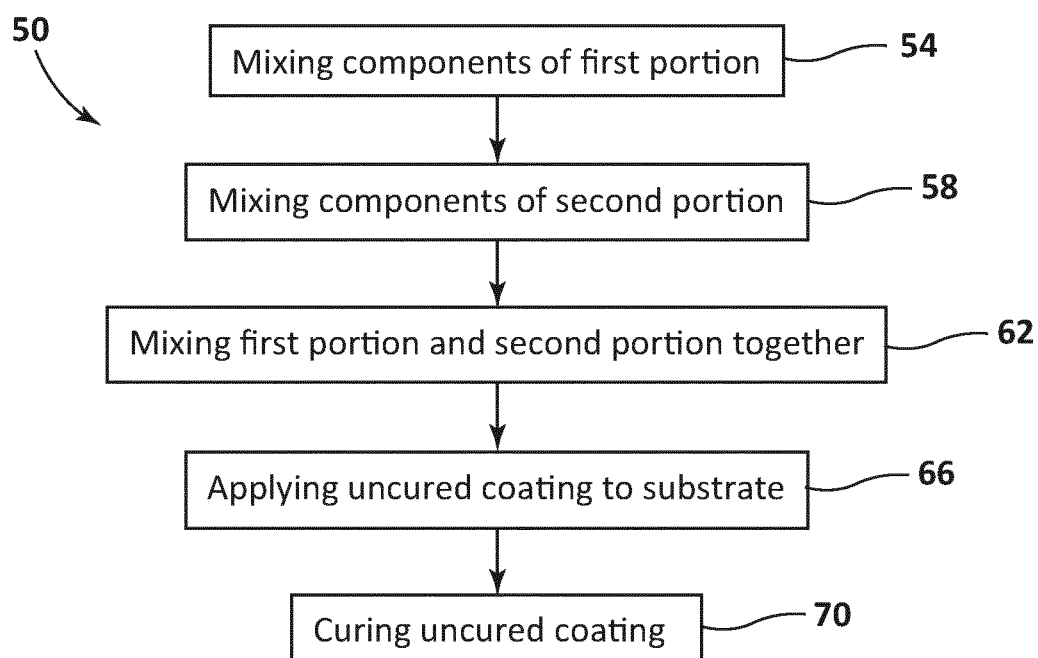 50
Mixing components of first portion
54
Mixing components of second portion
58
Mixing first portion and second portion together
62
Applying uncured coating to substrate
66
Curing uncured coating
70